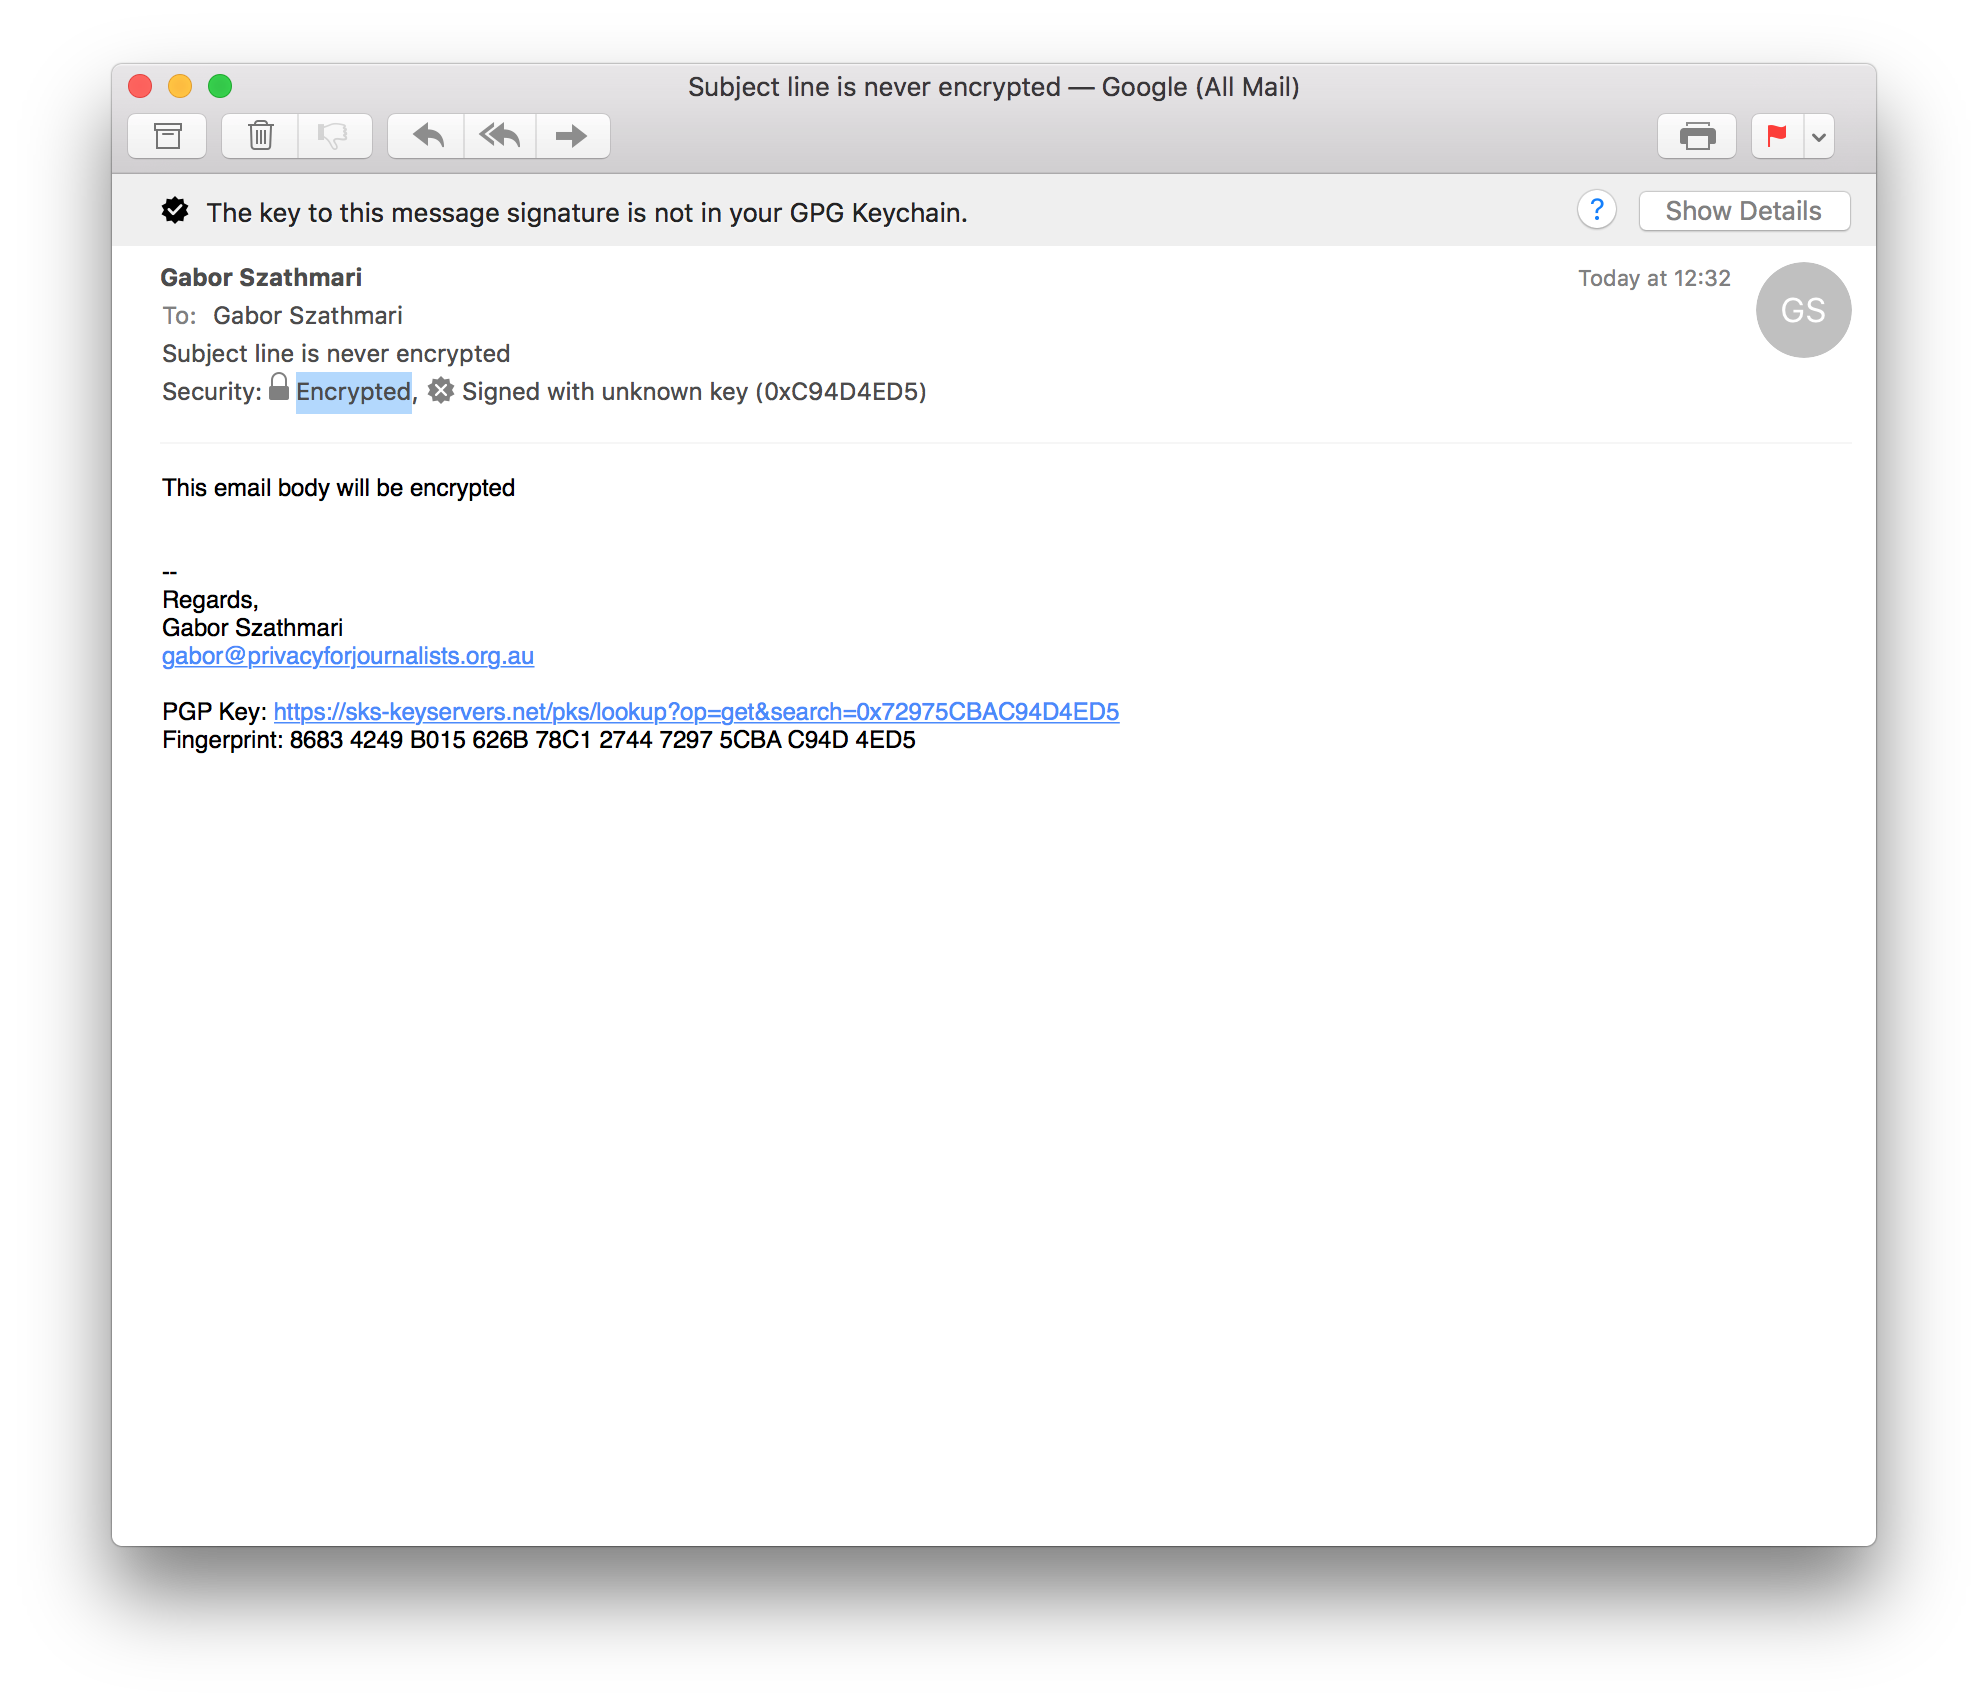 Subject line is never encrypted — Google (All Mail)
The key to this message signature is not in your GPG Keychain.
?
Show Details
Gabor Szathmari
Today at 12:32
GS
To: Gabor Szathmari
Subject line is never encrypted
Security: Encrypted, Signed with unknown key (0xC94D4ED5)
This email body will be encrypted
--
Regards,
Gabor Szathmari
gabor@privacyforjournalists.org.au
PGP Key: https://sks-keyservers.net/pks/lookup?op=get&search=0x72975CBAC94D4ED5
Fingerprint: 8683 4249 B015 626B 78C1 2744 7297 5CBA C94D 4ED5